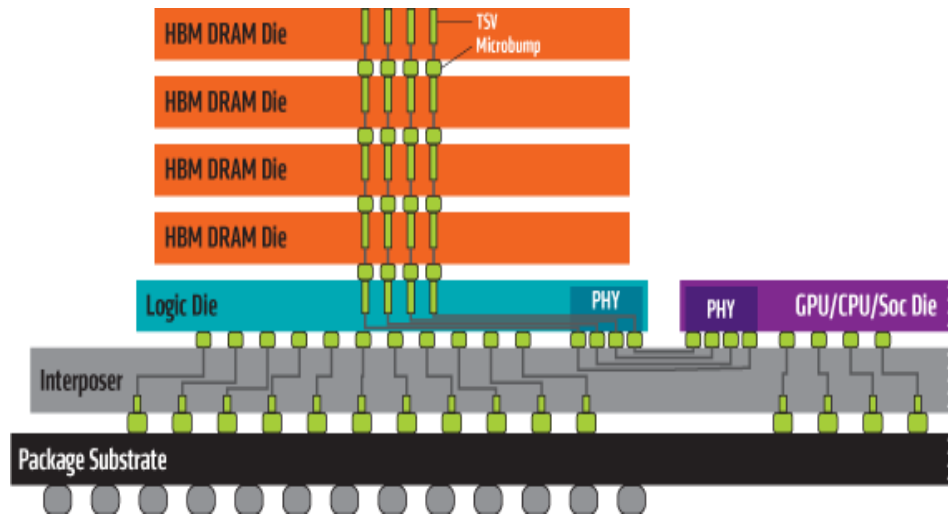 HBM DRAM Die
TSV
Microbump
HBM DRAM Die
HBM DRAM Die
HBM DRAM Die
Logic Die
PHY
PHY
GPU/CPU/Soc Die
Interposer
Package Substrate